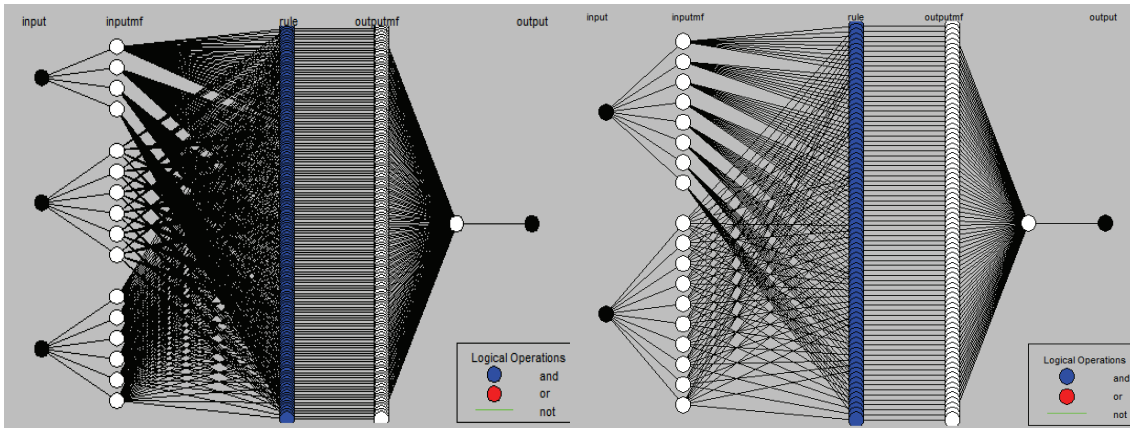 input inputmf rule outputmf output
Logical Operations
and
or
not
input inputmf rule outputmf output
Logical Operations
and
or
not